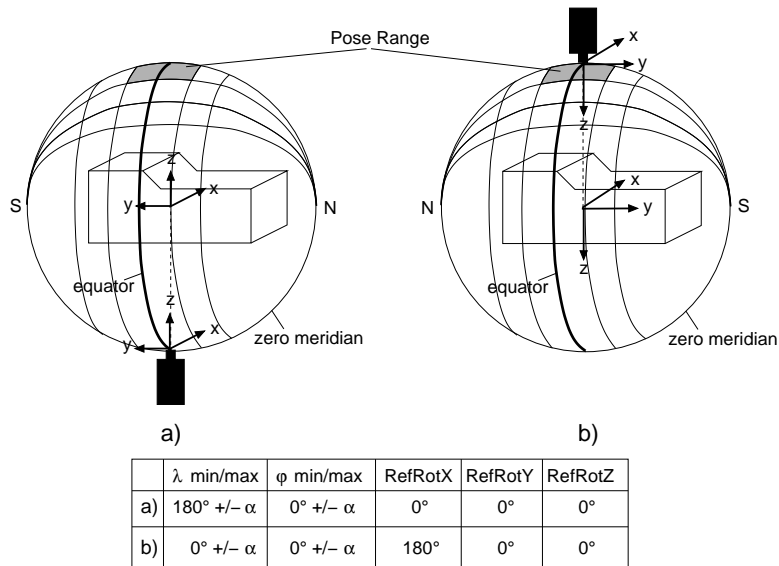 Pose Range
x
y
z
z
x
y
S
N
equator
z
x
y
zero meridian
a)
z
x
y
N
S
z
equator
zero meridian
b)
λ min/max φ min/max RefRotX RefRotY RefRotZ
a) 180° +/− α 0° +/− α 0° 0° 0°
b) 0° +/− α 0° +/− α 180° 0° 0°